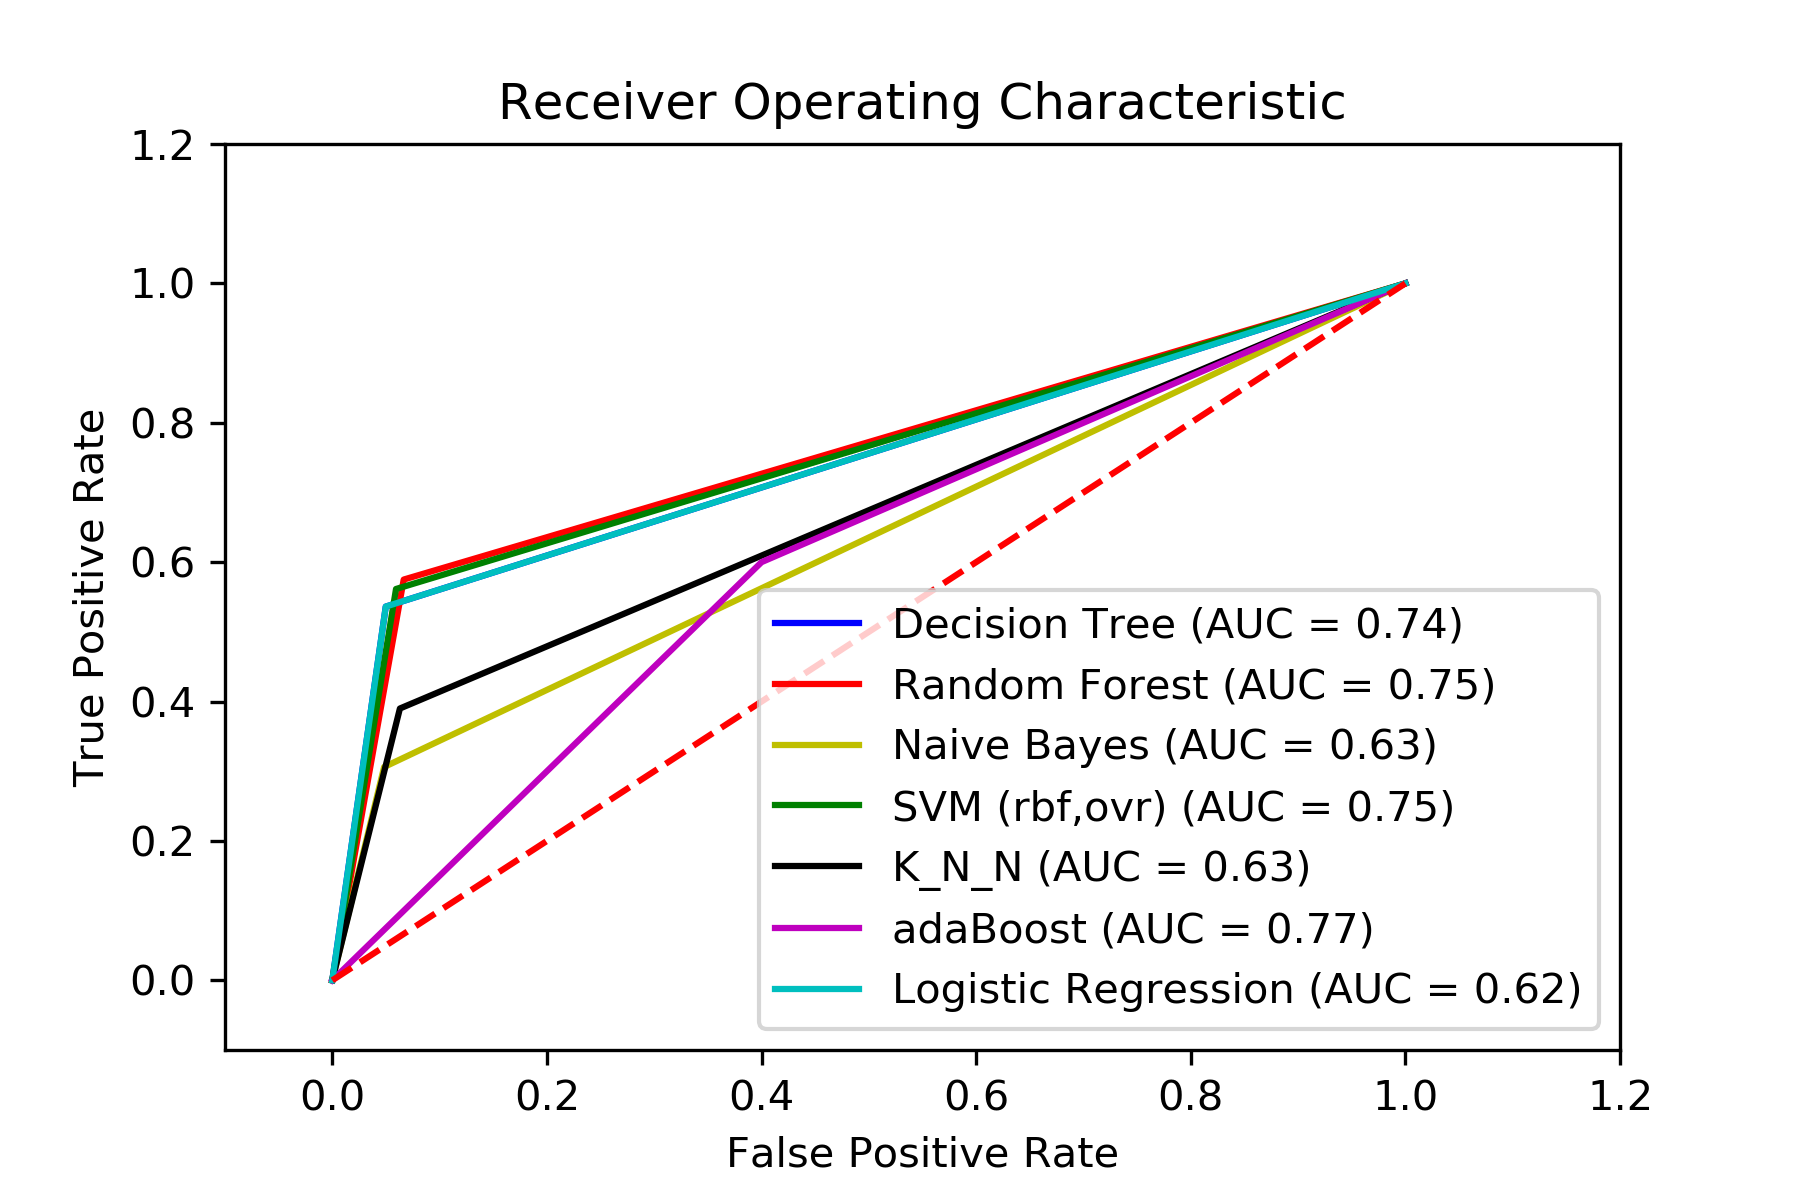 Receiver Operating Characteristic
1.2
1.0
0.8
0.6
0.4
0.2
0.0
True Positive Rate
Decision Tree (AUC = 0.74)
Random Forest (AUC = 0.75)
Naive Bayes (AUC = 0.63)
SVM (rbf,ovr) (AUC = 0.75)
K_N_N (AUC = 0.63)
adaBoost (AUC = 0.77)
Logistic Regression (AUC = 0.62)
0.0 0.2 0.4 0.6 0.8 1.0 1.2
False Positive Rate